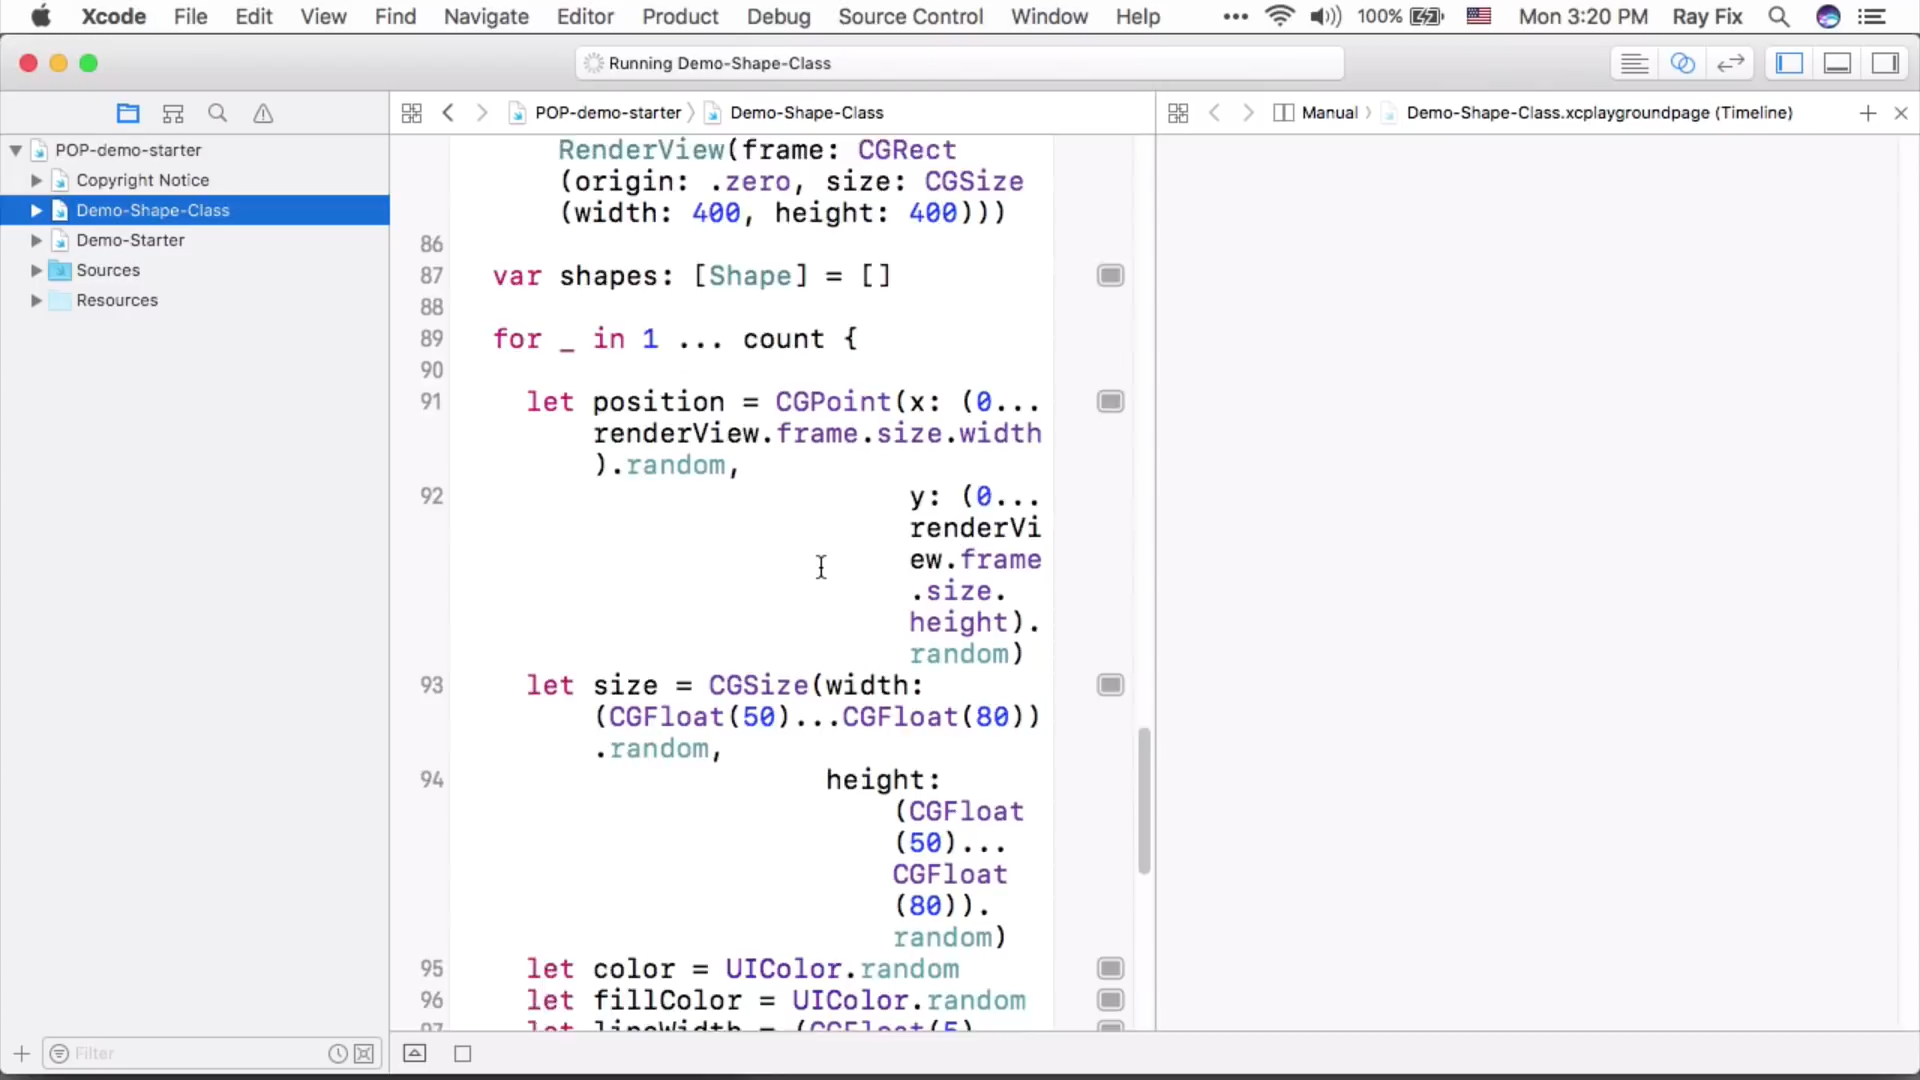 Xcode File Edit View Find Navigate Editor Product Debug Source Control Window Help ••• 100% Mon 3:20 PM Ray Fix
Running Demo-Shape-Class
POP-demo-starter Demo-Shape-Class
Manual Demo-Shape-Class.xcplaygroundpage (Timeline)
POP-demo-starter
Copyright Notice
Demo-Shape-Class
Demo-Starter
Sources
Resources
RenderView(frame: CGRect
(origin: .zero, size: CGSize
(width: 400, height: 400)))
86
87 var shapes: [Shape] = []
88
89 for _ in 1 ... count {
90
91 let position = CGPoint(x: (0...
renderView.frame.size.width
).random,
92 y: (0...
renderVi
ew.frame
.size.
height).
random)
93 let size = CGSize(width:
(CGFloat(50)...CGFloat(80))
.random,
94 height:
(CGFloat
(50)...
CGFloat
(80)).
random)
95 let color = UIColor.random
96 let fillColor = UIColor.random
97 let lineWidth = (CGFloat(5)
Filter